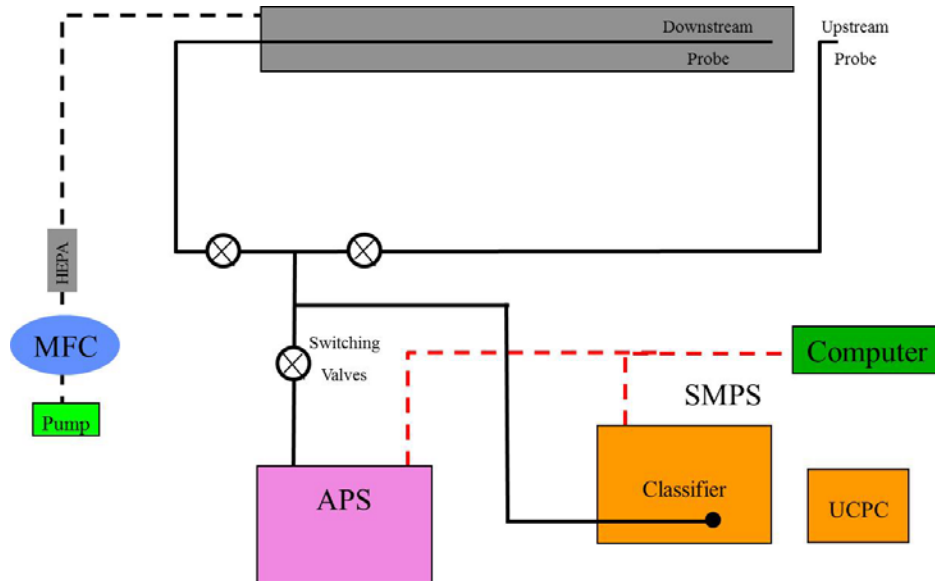 Downstream
Probe
Upstream
Probe
HEPA
MFC
Pump
Switching
Valves
Computer
SMPS
APS
Classifier
UCPC